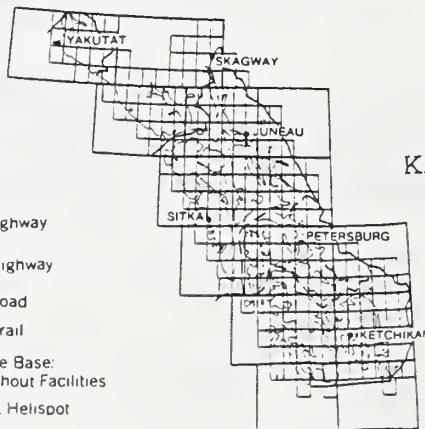 YAKUTAT
SKAGWAY
JUNEAU
K
SITKA
ghway
PETERSBURG
ighway
oad
rail
KETCHIKAN
e Base:
hout Facilities
Helispot